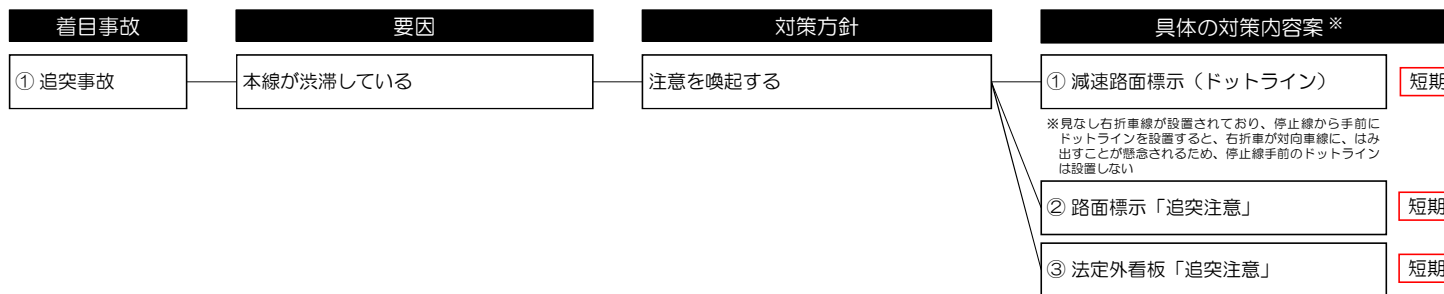 着目事故
要因
対策方針
具体の対策内容案※
① 追突事故
本線が渋滞している
注意を喚起する
① 減速路面標示（ドットライン）
短期
※見なし右折車線が設置されており、停止線から手前に
ドットラインを設置すると、右折車が対向車線に、はみ
出すことが懸念されるため、停止線手前のドットライン
は設置しない
② 路面標示「追突注意」
短期
③ 法定外看板「追突注意」
短期